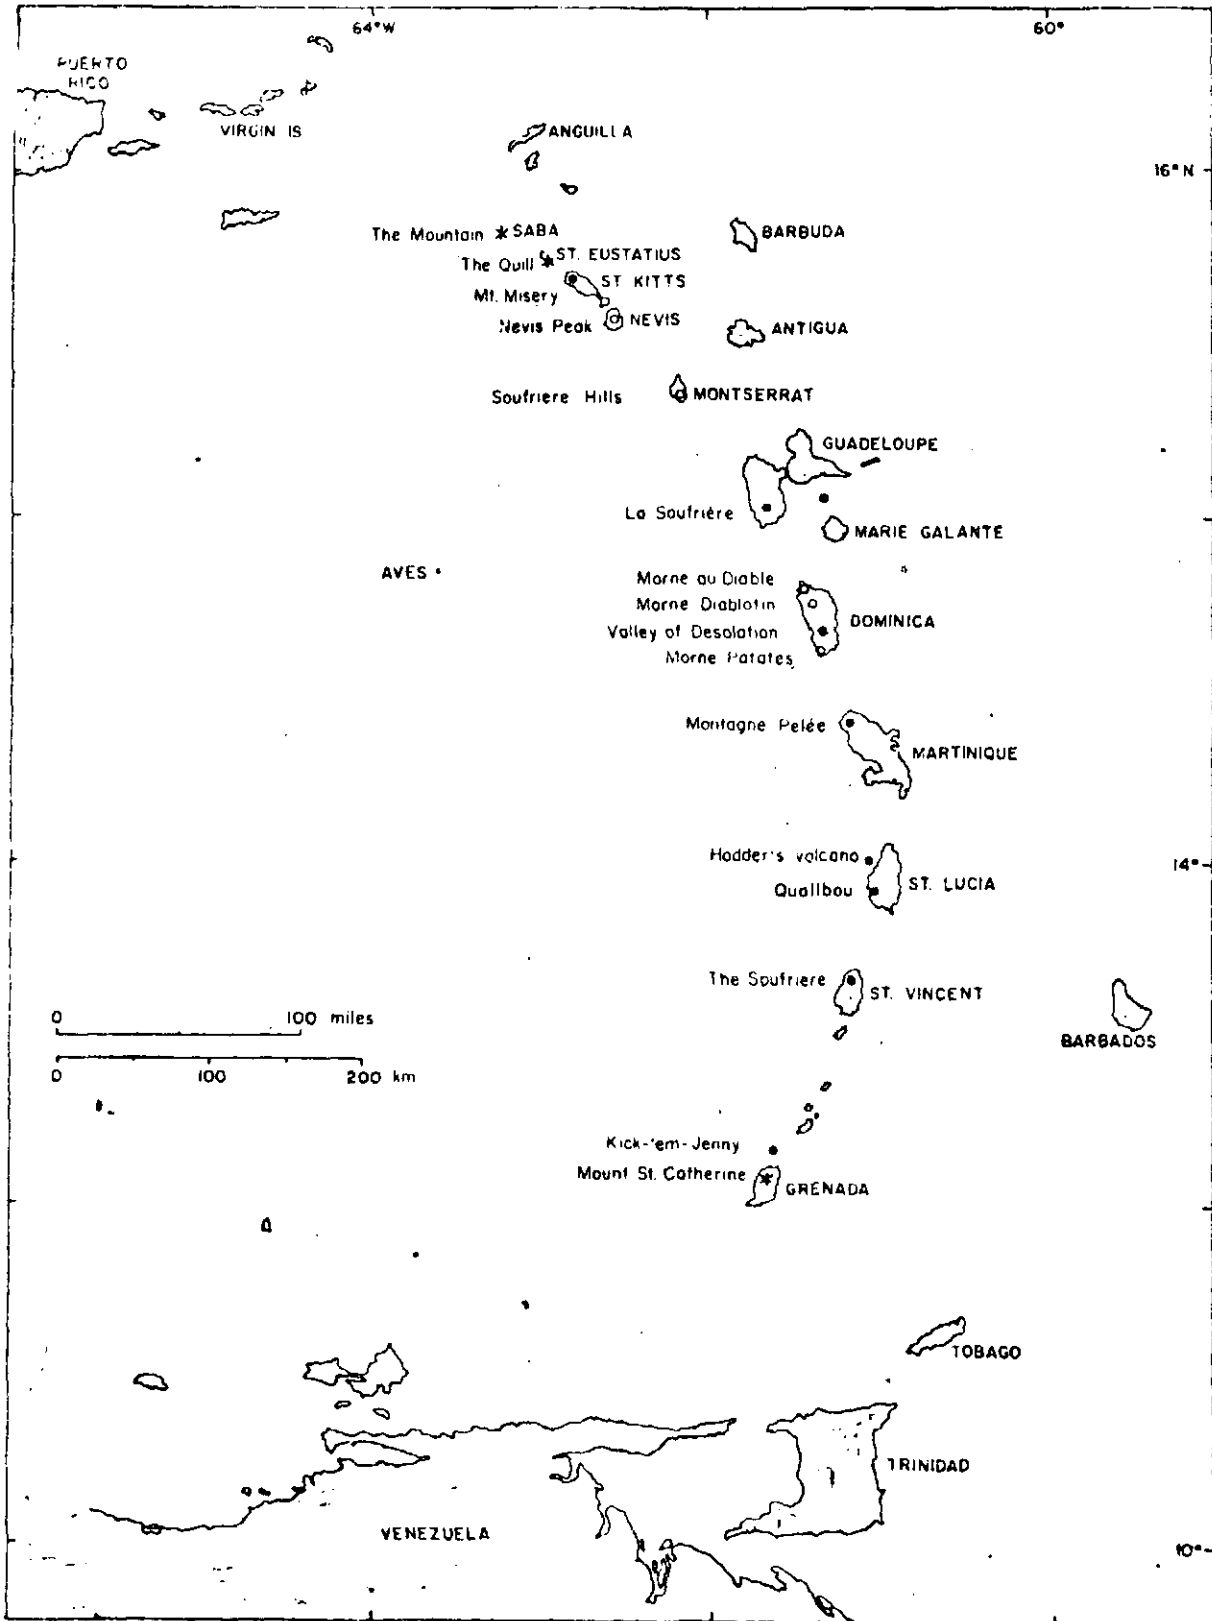 64°W
60°
PUERTO
RICO
VIRGIN IS
ANGUILLA
16°N
The Mountain
SABA
BARBUDA
ST. EUSTATIUS
The Quill
ST KITTS
Mt. Misery
Nevis Peak
NEVIS
ANTIGUA
Soufriere Hills
MONTSERRAT
GUADELOUPE
La Soufrière
MARIE GALANTE
AVES
Morne au Diable
Morne Diablotin
DOMINICA
Valley of Desolation
Morne Patates
Montagne Pelée
MARTINIQUE
Hodder's volcano
14°
Qualibou
ST. LUCIA
The Soufriere
ST. VINCENT
0 100 miles
BARBADOS
0 100 200 km
Kick-'em-Jenny
Mount St. Catherine
GRENADA
TOBAGO
TRINIDAD
VENEZUELA
10°